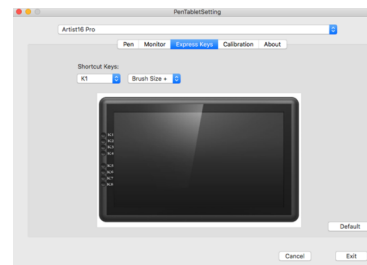 PenTabletSetting
Artist16 Pro
Pen Monitor Express Keys Calibration About
Shortcut Keys:
K1 Brush Size +
Default
Cancel Exit